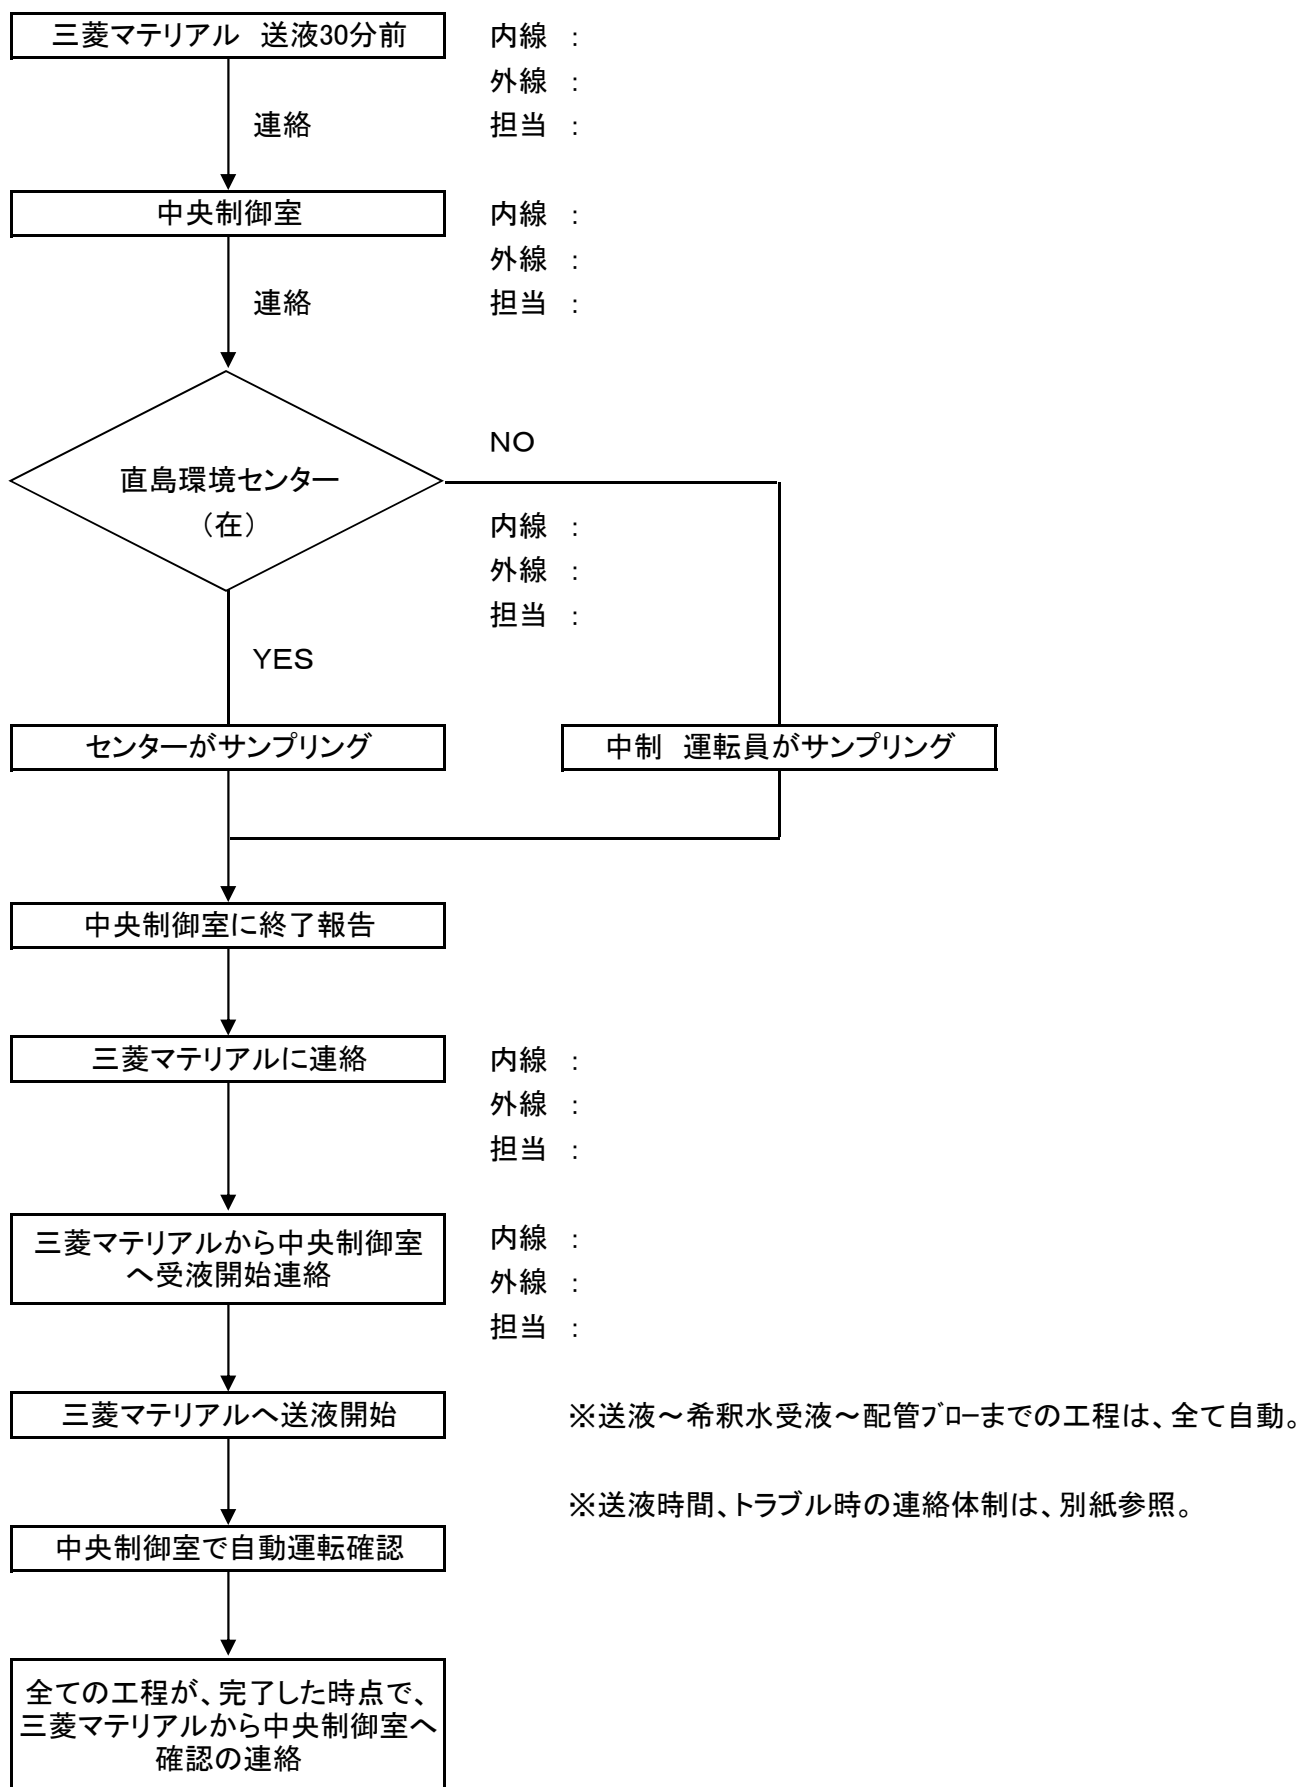 三菱マテリアル 送液30分前
内線 :
外線 :
連絡
担当 :
中央制御室
内線 :
外線 :
連絡
担当 :
NO
直島環境センター
(在)
内線 :
外線 :
担当 :
YES
センターがサンプリング
中制 運転員がサンプリング
中央制御室に終了報告
三菱マテリアルに連絡
内線 :
外線 :
担当 :
三菱マテリアルから中央制御室
へ受液開始連絡
内線 :
外線 :
担当 :
三菱マテリアルへ送液開始
※送液~希釈水受液~配管ブローまでの工程は、全て自動。
※送液時間、トラブル時の連絡体制は、別紙参照。
中央制御室で自動運転確認
全ての工程が、完了した時点で、
三菱マテリアルから中央制御室へ
確認の連絡